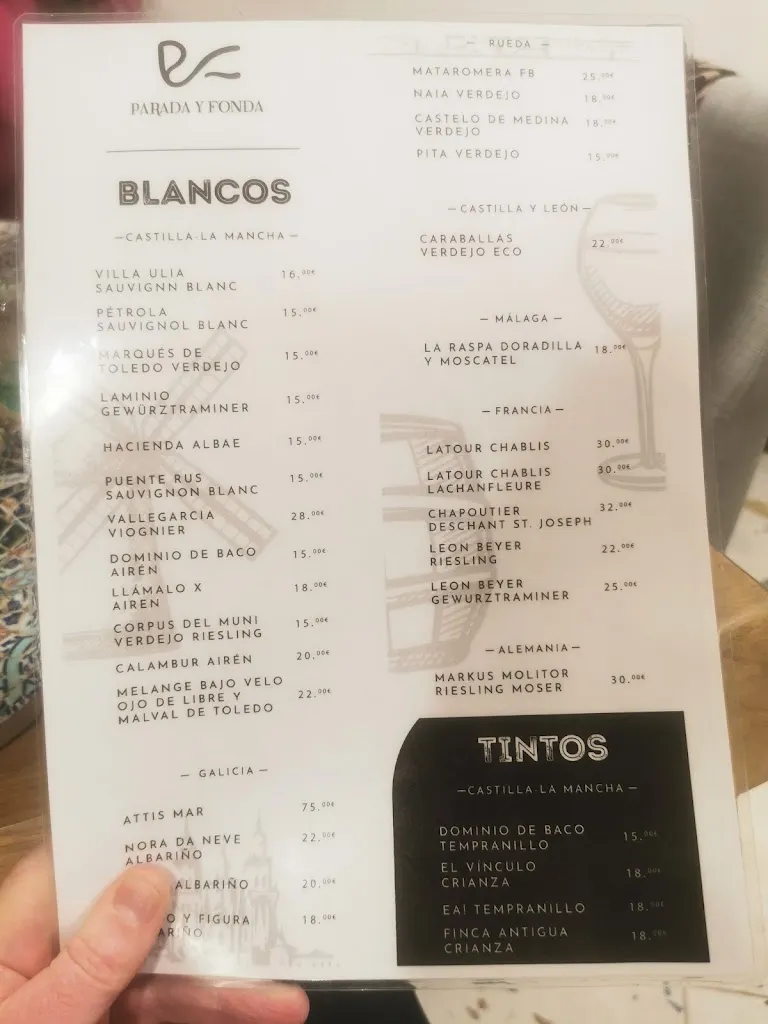 PARADA Y FONDA
BLANCOS
—CASTILLA-LA MANCHA—
VILLA ULIA 16.00€
SAUVIGNN BLANC
PÉTROLA 15.00€
SAUVIGNOL BLANC
MARQUÉS DE 15.00€
TOLEDO VERDEJO
LAMINIO 15.00€
GEWÜRZTRAMINER
HACIENDA ALBAE 15.00€
PUENTE RUS 15.00€
SAUVIGNON BLANC
VALLEGARCÍA 28.00€
VIOGNIER
DOMINIO DE BACO 15.00€
AIRÉN
LLÁMALO X 18.00€
AIREN
CORPUS DEL MUNI 15.00€
VERDEJO RIESLING
CALAMBUR AIRÉN 20.00€
MELANGE BAJO VELO 22.00€
OJO DE LIBRE Y
MALVAL DE TOLEDO
— GALICIA —
ATTIS MAR 75.00€
NORA DA NEVE 22.00€
ALBARIÑO
ALBARIÑO 20.00€
Y FIGURA 18.00€
— RUEDA —
MATAROMERA FB 25.00€
NAIA VERDEJO 18.00€
CASTELO DE MEDINA 18.00€
VERDEJO
PITA VERDEJO 15.00€
—CASTILLA Y LEÓN—
CARABALLAS 22.00€
VERDEJO ECO
— MÁLAGA —
LA RASPA DORADILLA 18.00€
Y MOSCATEL
— FRANCIA —
LATOUR CHABLIS 30.00€
LATOUR CHABLIS 30.00€
LACHANFLEURE
CHAPOUTIER 32.00€
DESCHANT ST. JOSEPH
LEON BEYER 22.00€
RIESLING
LEON BEYER 25.00€
GEWURZTRAMINER
— ALEMANIA —
MARKUS MOLITOR 30.00€
RIESLING MOSER
TINTOS
—CASTILLA-LA MANCHA—
DOMINIO DE BACO 15.00€
TEMPRANILLO
EL VÍNCULO 18.00€
CRIANZA
EA! TEMPRANILLO 18.00€
FINCA ANTIGUA 18.00€
CRIANZA